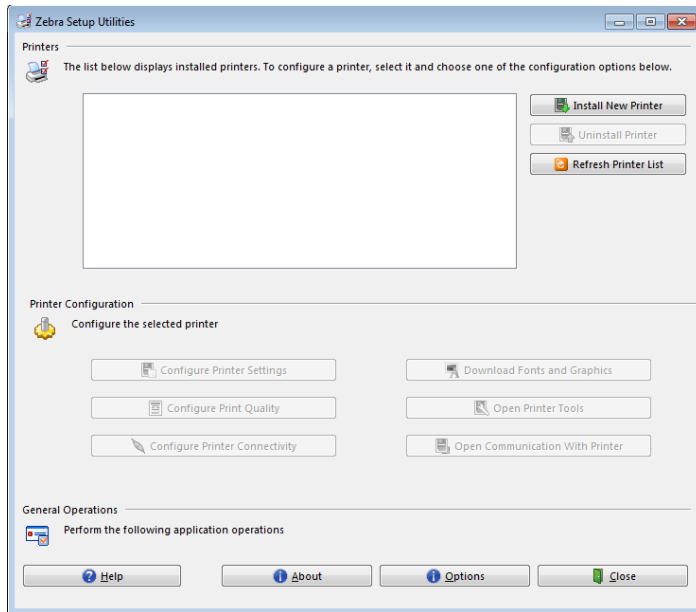 Zebra Setup Utilities
Printers
The list below displays installed printers. To configure a printer, select it and choose one of the configuration options below.
Install New Printer
Uninstall Printer
Refresh Printer List
Printer Configuration
Configure the selected printer
Configure Printer Settings
Download Fonts and Graphics
Configure Print Quality
Open Printer Tools
Configure Printer Connectivity
Open Communication With Printer
General Operations
Perform the following application operations
Help
About
Options
Close